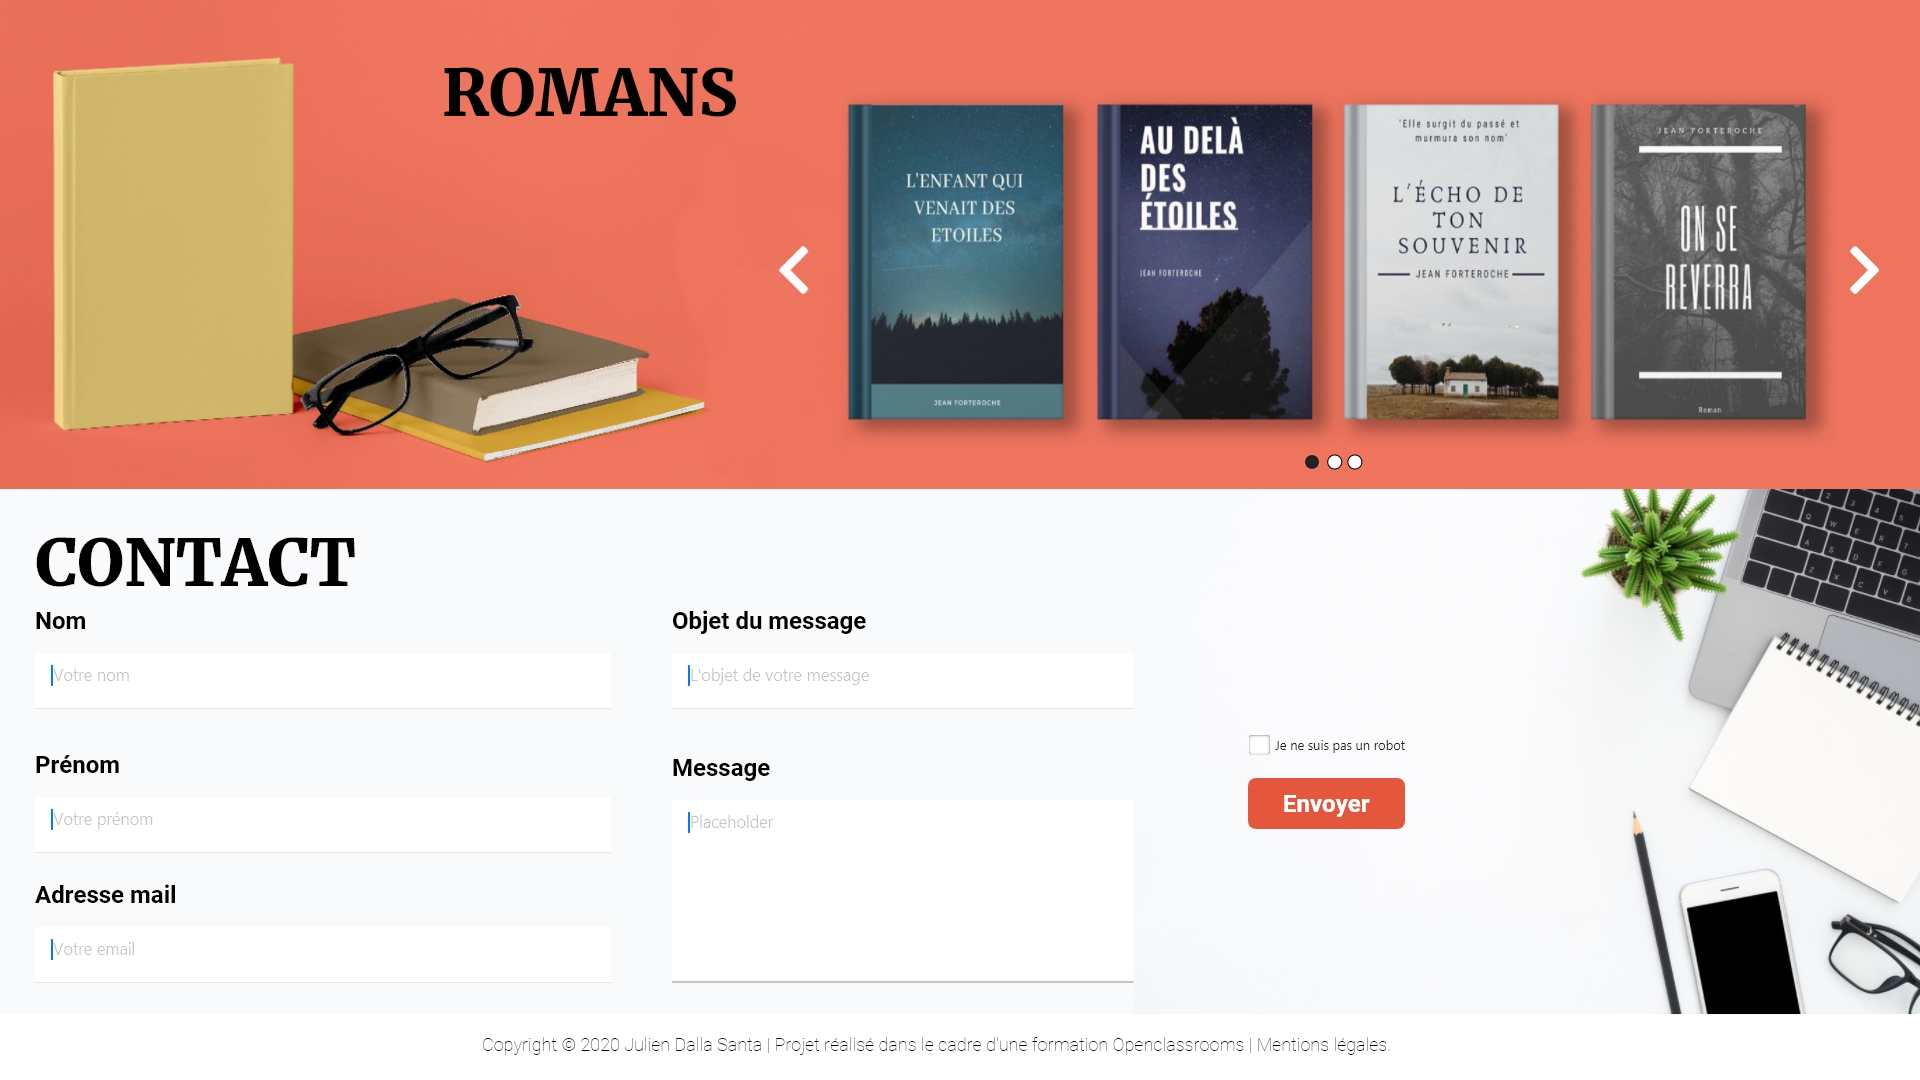 ROMANS
L'ENFANT QUI
VENAIT DES
ETOILES
JEAN FORTEROCHE
AU DELÀ
DES
ÉTOILES
JEAN FORTEROCHE
'Elle surgit du passé et
murmura son nom'
L'ÉCHO DE
TON
SOUVENIR
JEAN FORTEROCHE
JEAN FORTEROCHE
ON SE
REVERRA
Roman
CONTACT
Nom
Votre nom
Prénom
Votre prénom
Adresse mail
Votre email
Objet du message
L'objet de votre message
Message
Placeholder
Je ne suis pas un robot
Envoyer
Copyright © 2020 Julien Dalla Santa | Projet réalisé dans le cadre d'une formation Openclassrooms | Mentions légales.